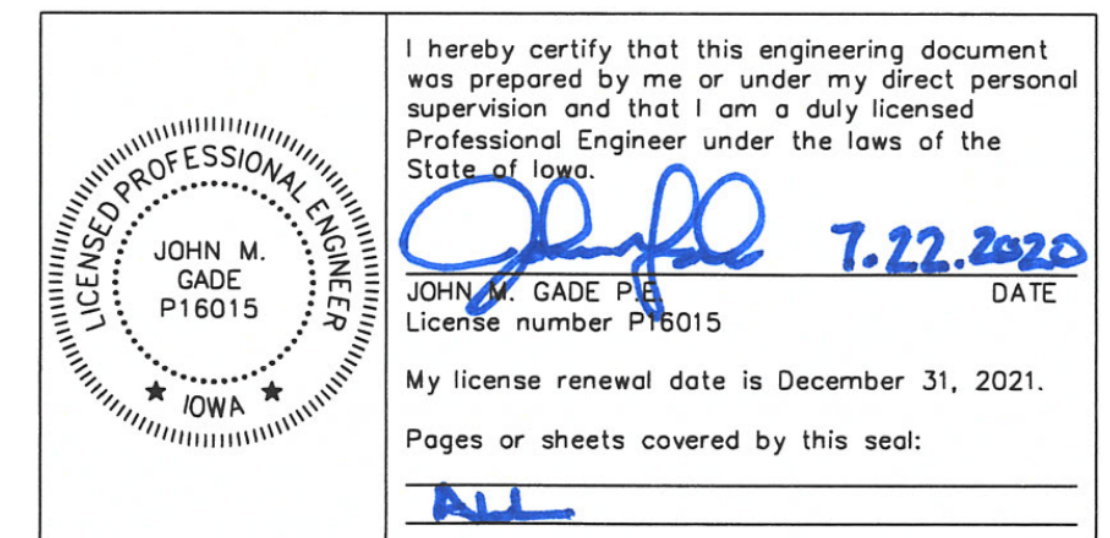 LICENSED PROFESSIONAL ENGINEER
JOHN M.
GADE
P16015
IOWA
I hereby certify that this engineering document
was prepared by me or under my direct personal
supervision and that I am a duly licensed
Professional Engineer under the laws of the
State of Iowa.
7.22.2020
JOHN M. GADE P.E.
DATE
License number P16015
My license renewal date is December 31, 2021.
Pages or sheets covered by this seal:
ALL